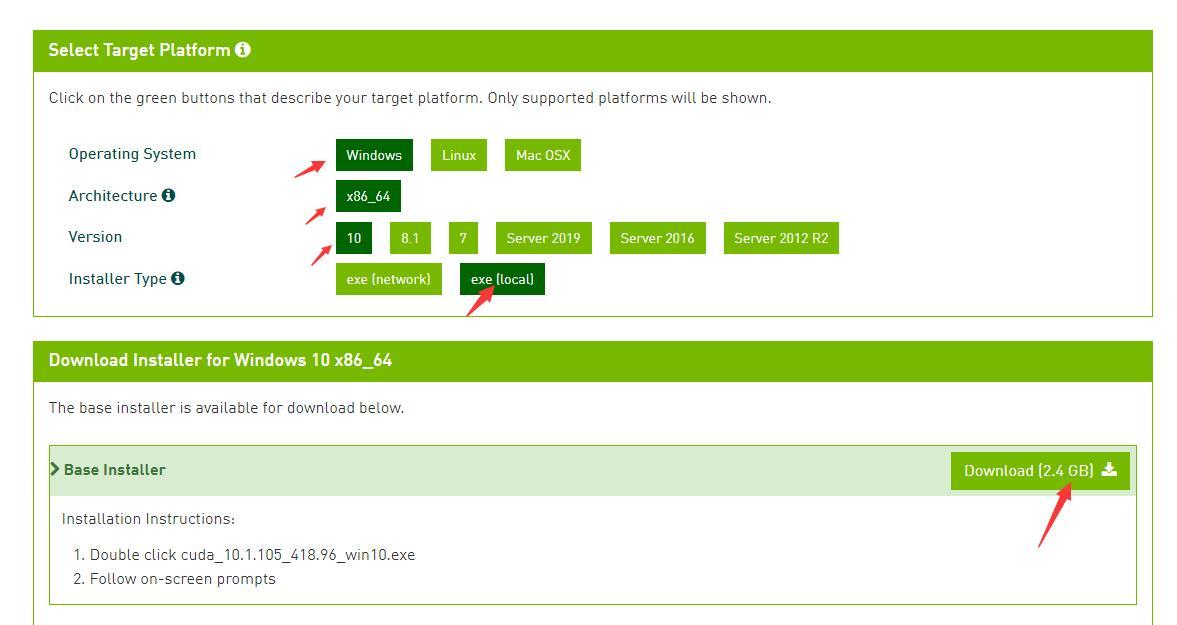 Select Target Platform
Click on the green buttons that describe your target platform. Only supported platforms will be shown.
Operating System Windows Linux Mac OSX
Architecture x86_64
Version 10 8.1 7 Server 2019 Server 2016 Server 2012 R2
Installer Type exe (network) exe (local)
Download Installer for Windows 10 x86_64
The base installer is available for download below.
Base Installer Download (2.4 GB)
Installation Instructions:
1. Double click cuda_10.1.105_418.96_win10.exe
2. Follow on-screen prompts